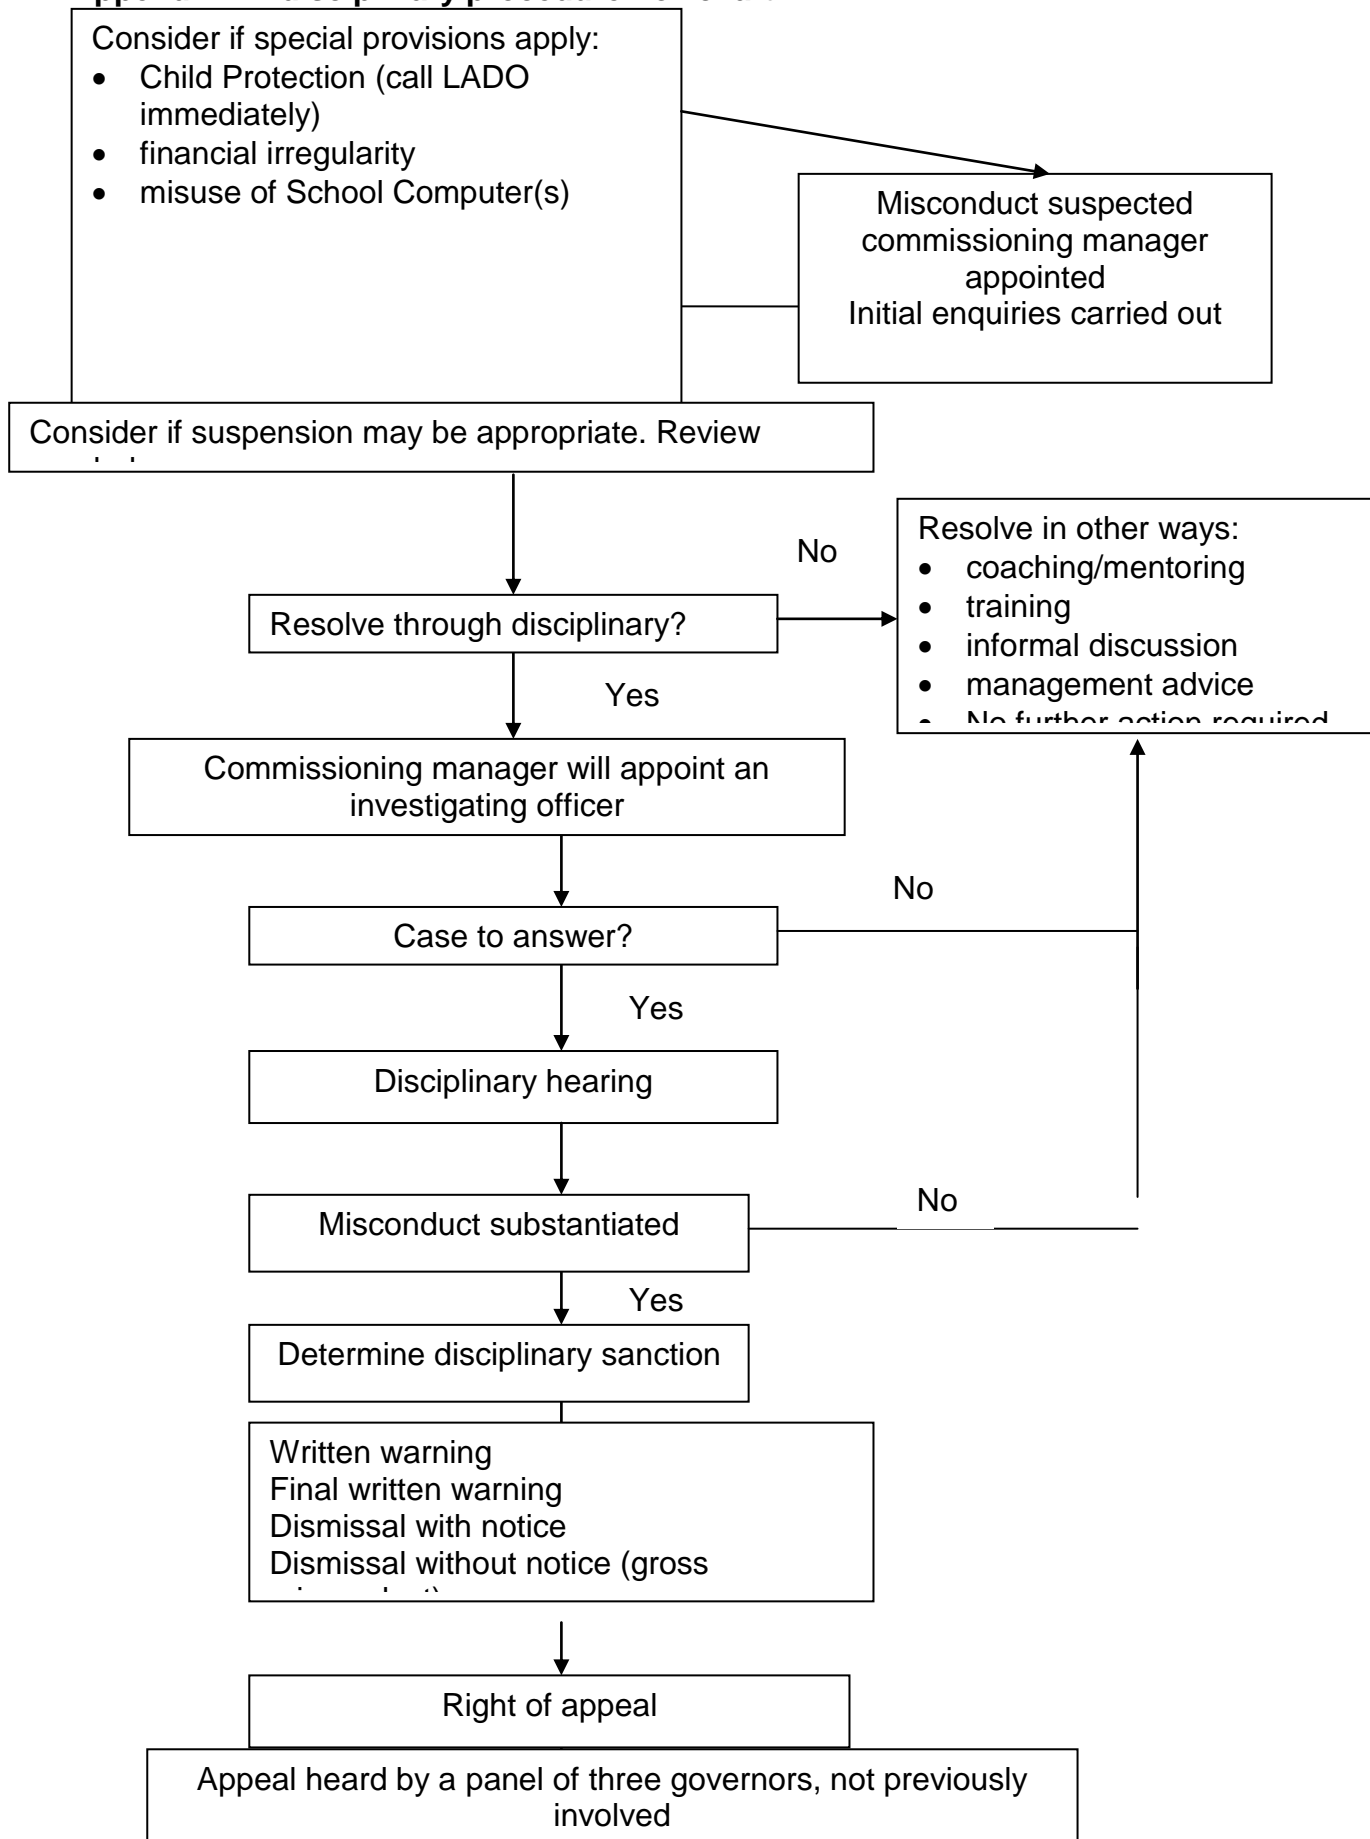 Consider if special provisions apply:
• Child Protection (call LADO
immediately)
• financial irregularity
• misuse of School Computer(s)
Misconduct suspected
commissioning manager
appointed
Initial enquiries carried out
Consider if suspension may be appropriate. Review
No
Resolve in other ways:
• coaching/mentoring
• training
• informal discussion
• management advice
• No further action required
Resolve through disciplinary?
Yes
Commissioning manager will appoint an
investigating officer
No
Case to answer?
Yes
Disciplinary hearing
No
Misconduct substantiated
Yes
Determine disciplinary sanction
Written warning
Final written warning
Dismissal with notice
Dismissal without notice (gross
Right of appeal
Appeal heard by a panel of three governors, not previously
involved